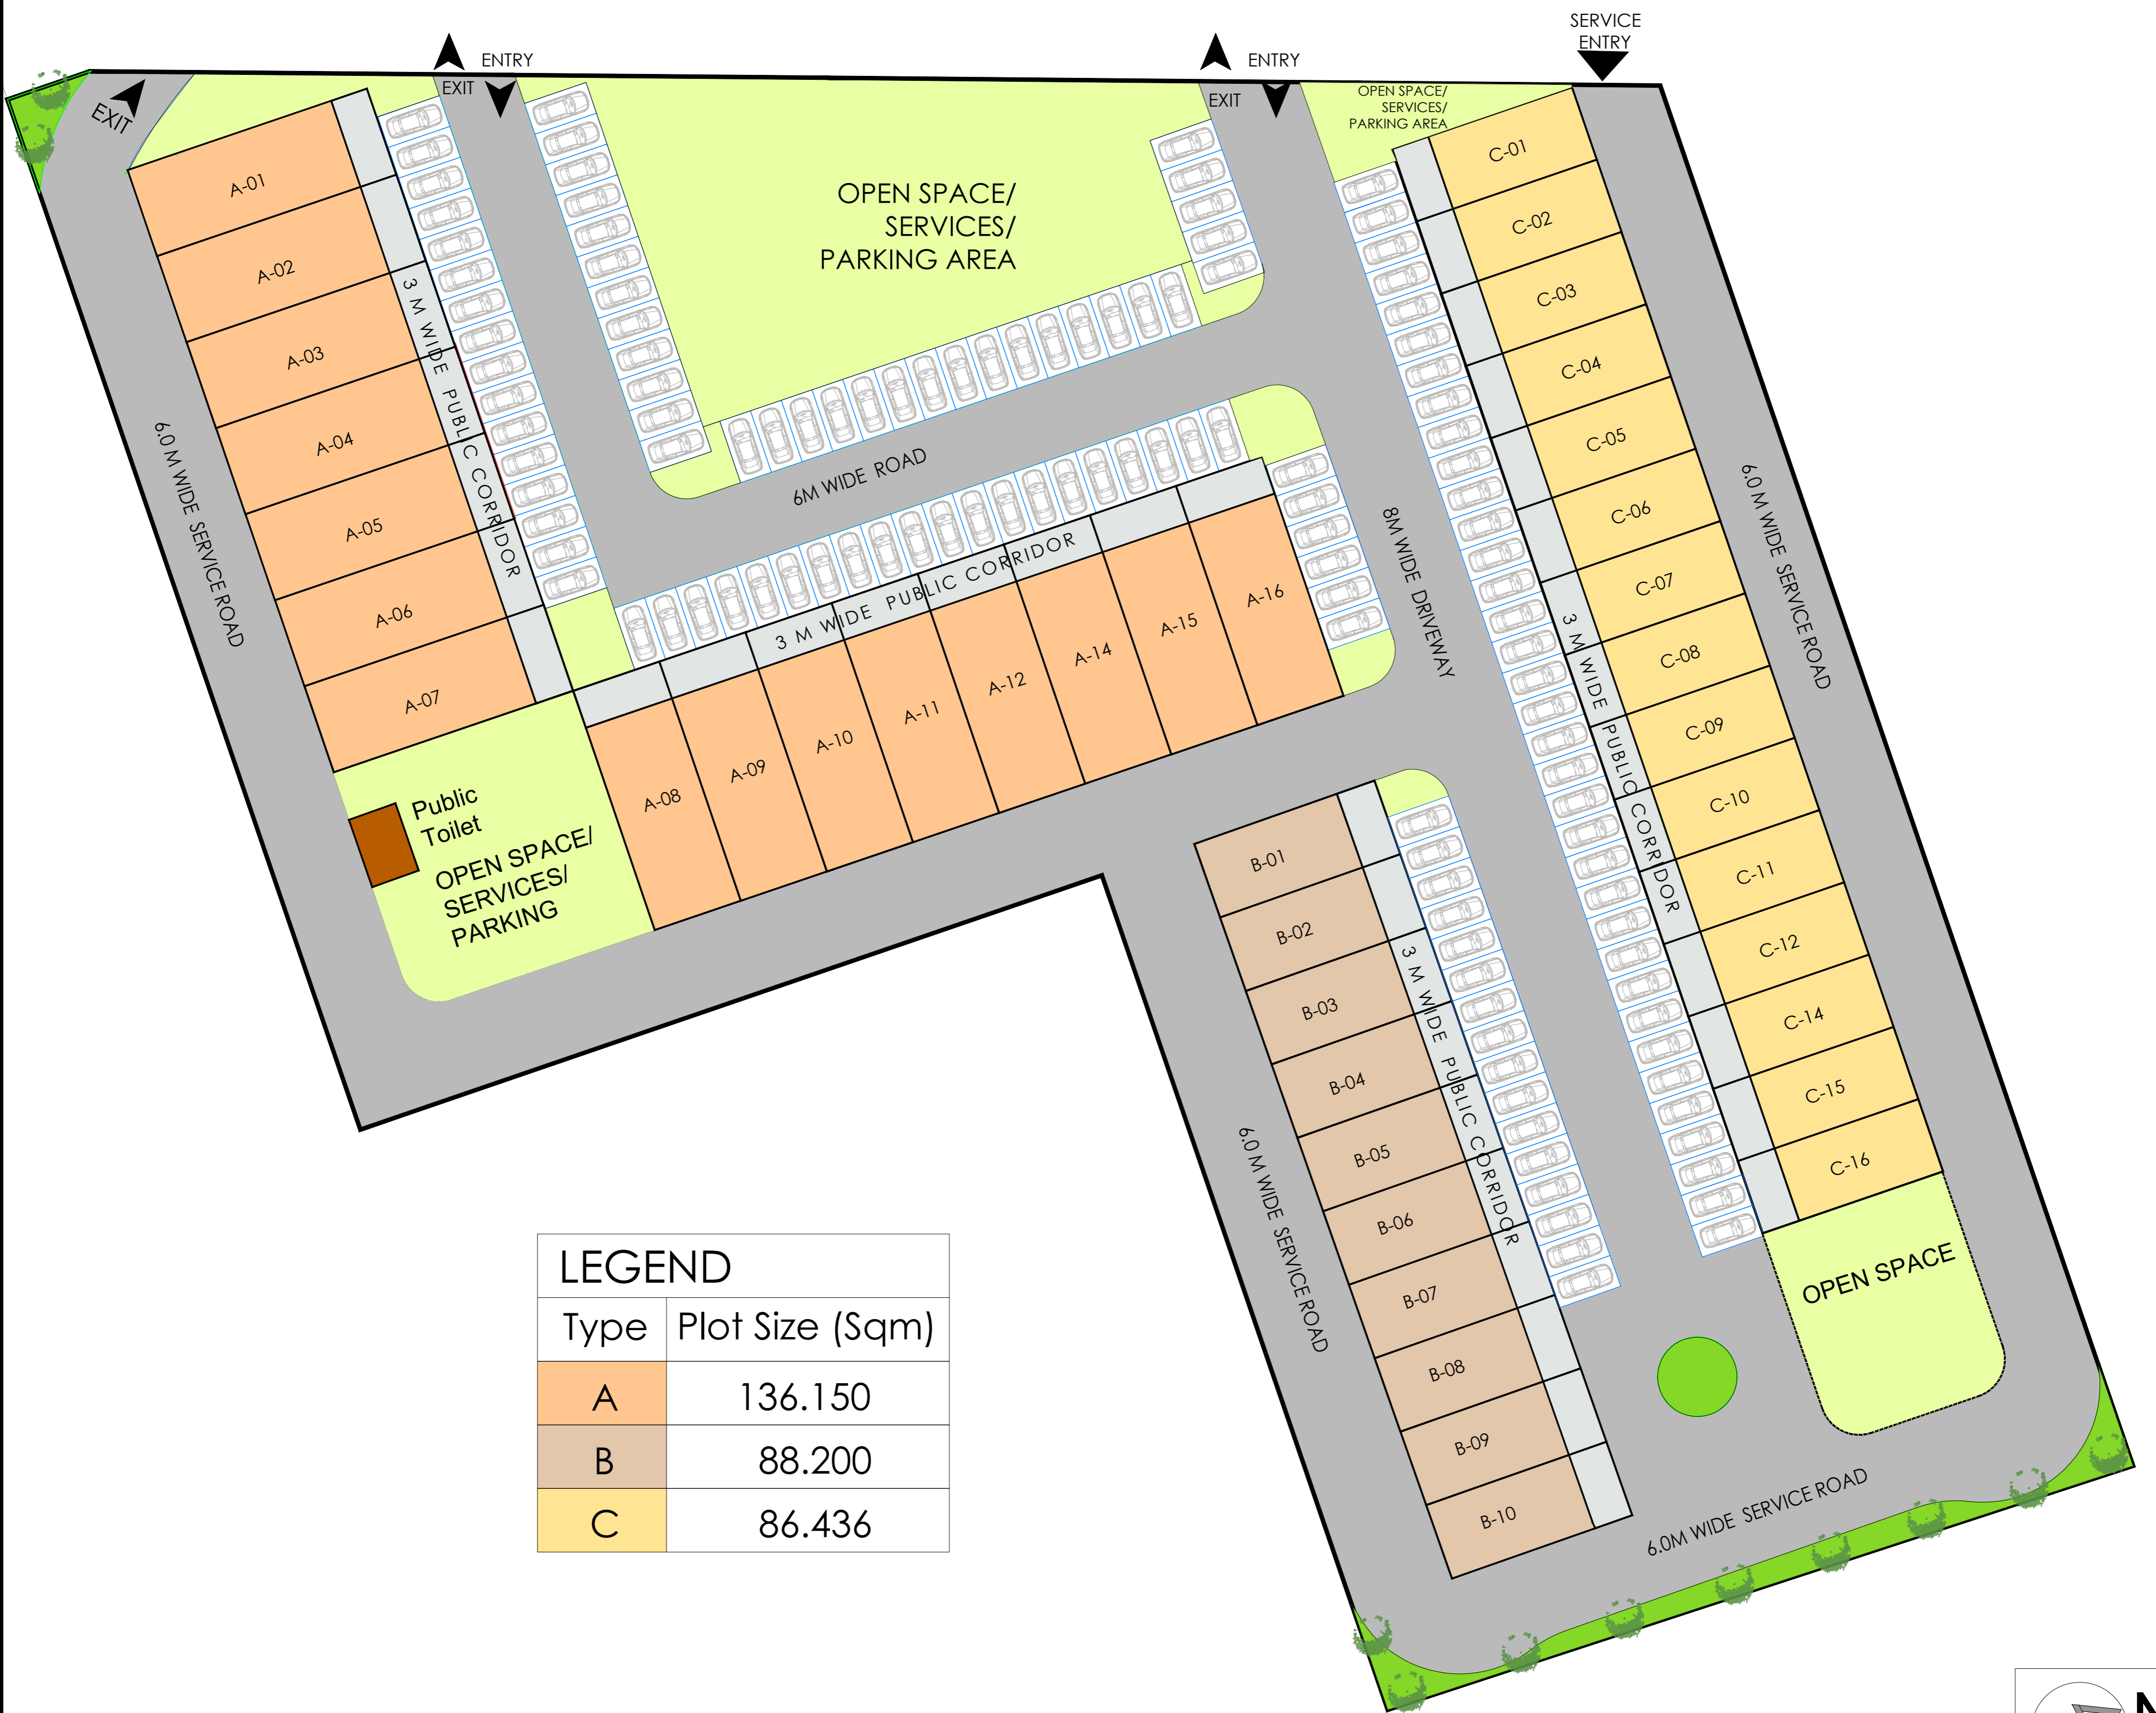 SERVICE
ENTRY
ENTRY
EXIT
ENTRY
EXIT
EXIT
OPEN SPACE/
SERVICES/
PARKING AREA
OPEN SPACE/
SERVICES/
PARKING AREA
A-01
A-02
A-03
A-04
A-05
A-06
A-07
3 M WIDE PUBLIC CORRIDOR
6.0 M WIDE SERVICE ROAD
6M WIDE ROAD
3 M WIDE PUBLIC CORRIDOR
A-08
A-09
A-10
A-11
A-12
A-14
A-15
A-16
Public
Toilet
OPEN SPACE/
SERVICES/
PARKING
8M WIDE DRIVEWAY
C-01
C-02
C-03
C-04
C-05
C-06
C-07
C-08
C-09
C-10
C-11
C-12
C-14
C-15
C-16
3 M WIDE PUBLIC CORRIDOR
6.0 M WIDE SERVICE ROAD
B-01
B-02
B-03
B-04
B-05
B-06
B-07
B-08
B-09
B-10
3 M WIDE PUBLIC CORRIDOR
6.0 M WIDE SERVICE ROAD
OPEN SPACE
6.0M WIDE SERVICE ROAD
LEGEND
Type Plot Size (Sqm)
A 136.150
B 88.200
C 86.436